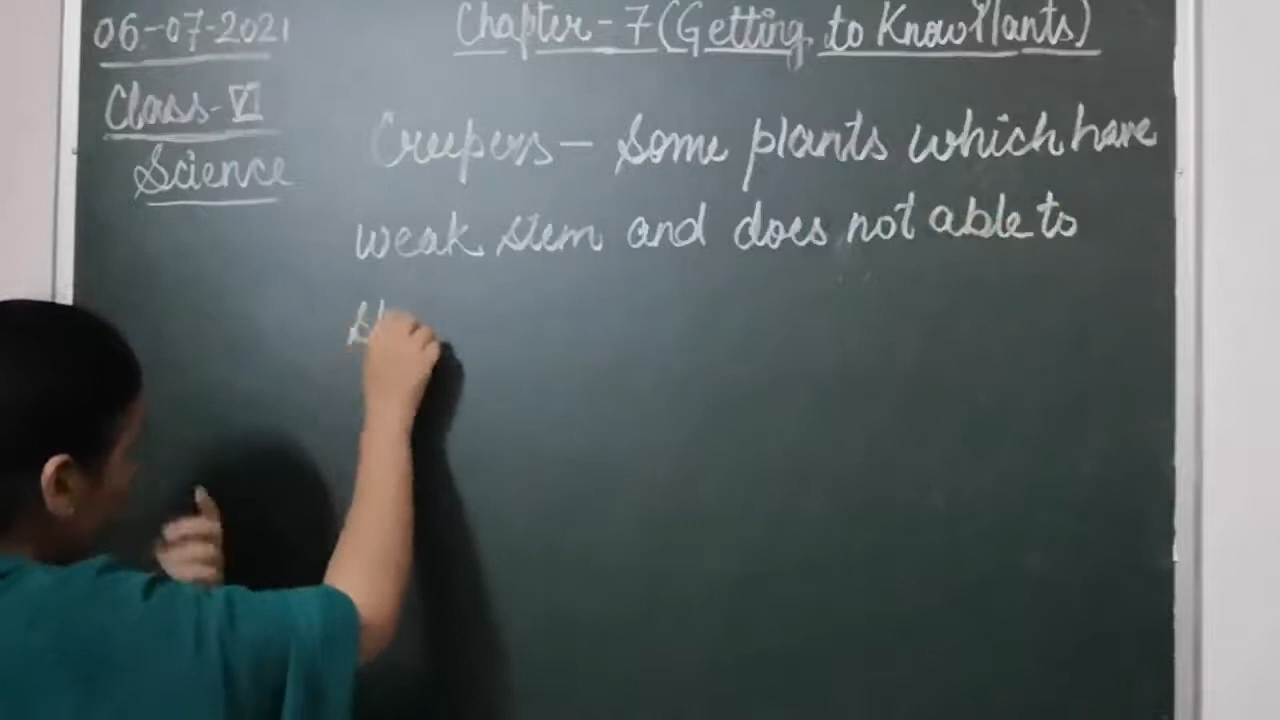 06-07-2021
Chapter-7 (Getting to Know Plants)
Class-VI
Science
Creepers- Some plants which have
weak stem and does not able to